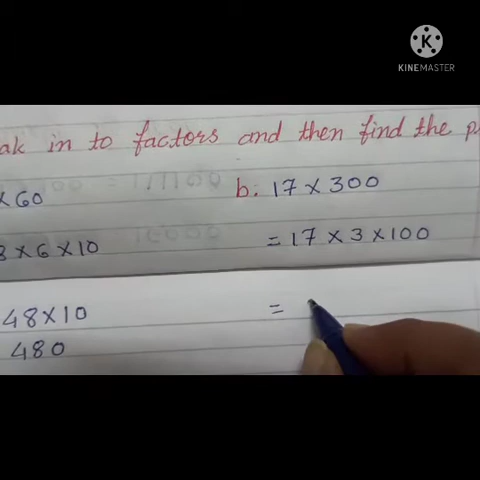 K
KINEMASTER
ak in to factors and then find the p
× 60
b. 17 × 300
8 × 6 × 10
= 17 × 3 × 100
48 × 10
=
480